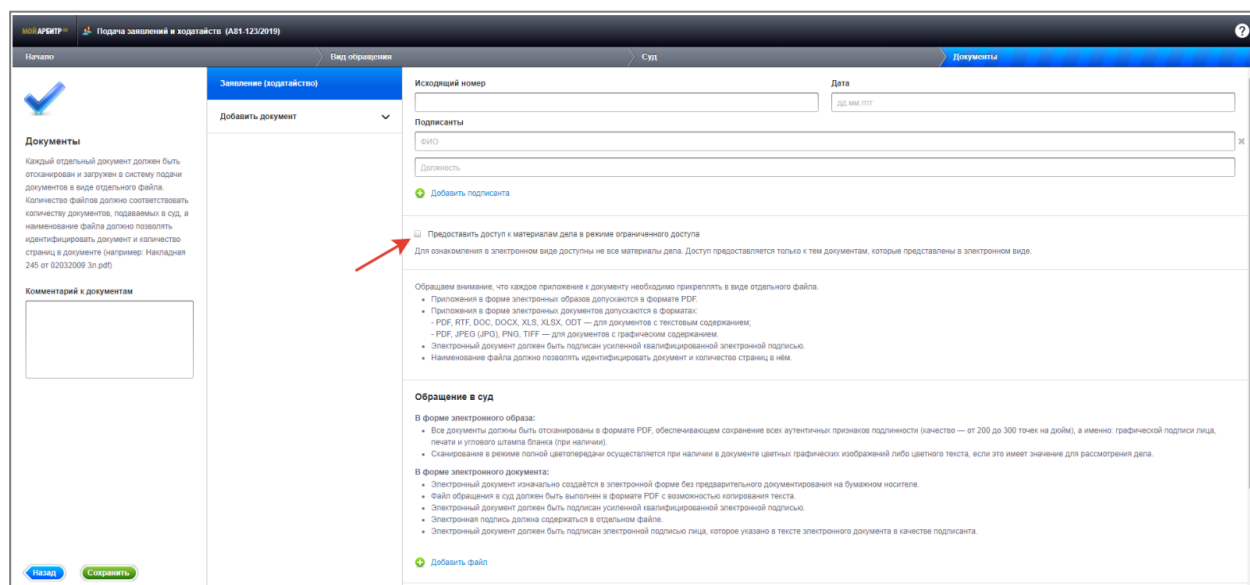 МОЙ АРБИТР Подача заявлений и ходатайств (А81-123/2019)
Начало Вид обращения Суд Документы
Документы
Каждый отдельный документ должен быть
отсканирован и загружен в систему подачи
документов в виде отдельного файла.
Количество файлов должно соответствовать
количеству документов, подаваемых в суд, а
наименование файла должно позволять
идентифицировать документ и количество
страниц в документе (например: Накладная
245 от 02032009 3л.pdf)
Комментарий к документам
Назад Сохранить
Заявление (ходатайство)
Добавить документ
Исходящий номер Дата
дд.мм.гггг
Подписанты
ФИО
Должность
Добавить подписанта
Предоставить доступ к материалам дела в режиме ограниченного доступа
Для ознакомления в электронном виде доступны не все материалы дела. Доступ предоставляется только к тем документам, которые представлены в электронном виде.
Обращаем внимание, что каждое приложение к документу необходимо прикреплять в виде отдельного файла.
• Приложения в форме электронных образов допускаются в формате PDF.
• Приложения в форме электронных документов допускаются в форматах:
- PDF, RTF, DOC, DOCX, XLS, XLSX, ODT — для документов с текстовым содержанием;
- PDF, JPEG (JPG), PNG, TIFF — для документов с графическим содержанием.
• Электронный документ должен быть подписан усиленной квалифицированной электронной подписью.
• Наименование файла должно позволять идентифицировать документ и количество страниц в нём.
Обращение в суд
В форме электронного образа:
• Все документы должны быть отсканированы в формате PDF, обеспечивающем сохранение всех аутентичных признаков подлинности (качество — от 200 до 300 точек на дюйм), а именно: графической подписи лица,
печати и углового штампа бланка (при наличии).
• Сканирование в режиме полной цветопередачи осуществляется при наличии в документе цветных графических изображений либо цветного текста, если это имеет значение для рассмотрения дела.
В форме электронного документа:
• Электронный документ изначально создаётся в электронной форме без предварительного документирования на бумажном носителе.
• Файл обращения в суд должен быть выполнен в формате PDF с возможностью копирования текста.
• Электронный документ должен быть подписан усиленной квалифицированной электронной подписью.
• Электронная подпись должна содержаться в отдельном файле.
• Электронный документ должен быть подписан электронной подписью лица, которое указано в тексте электронного документа в качестве подписанта.
Добавить файл